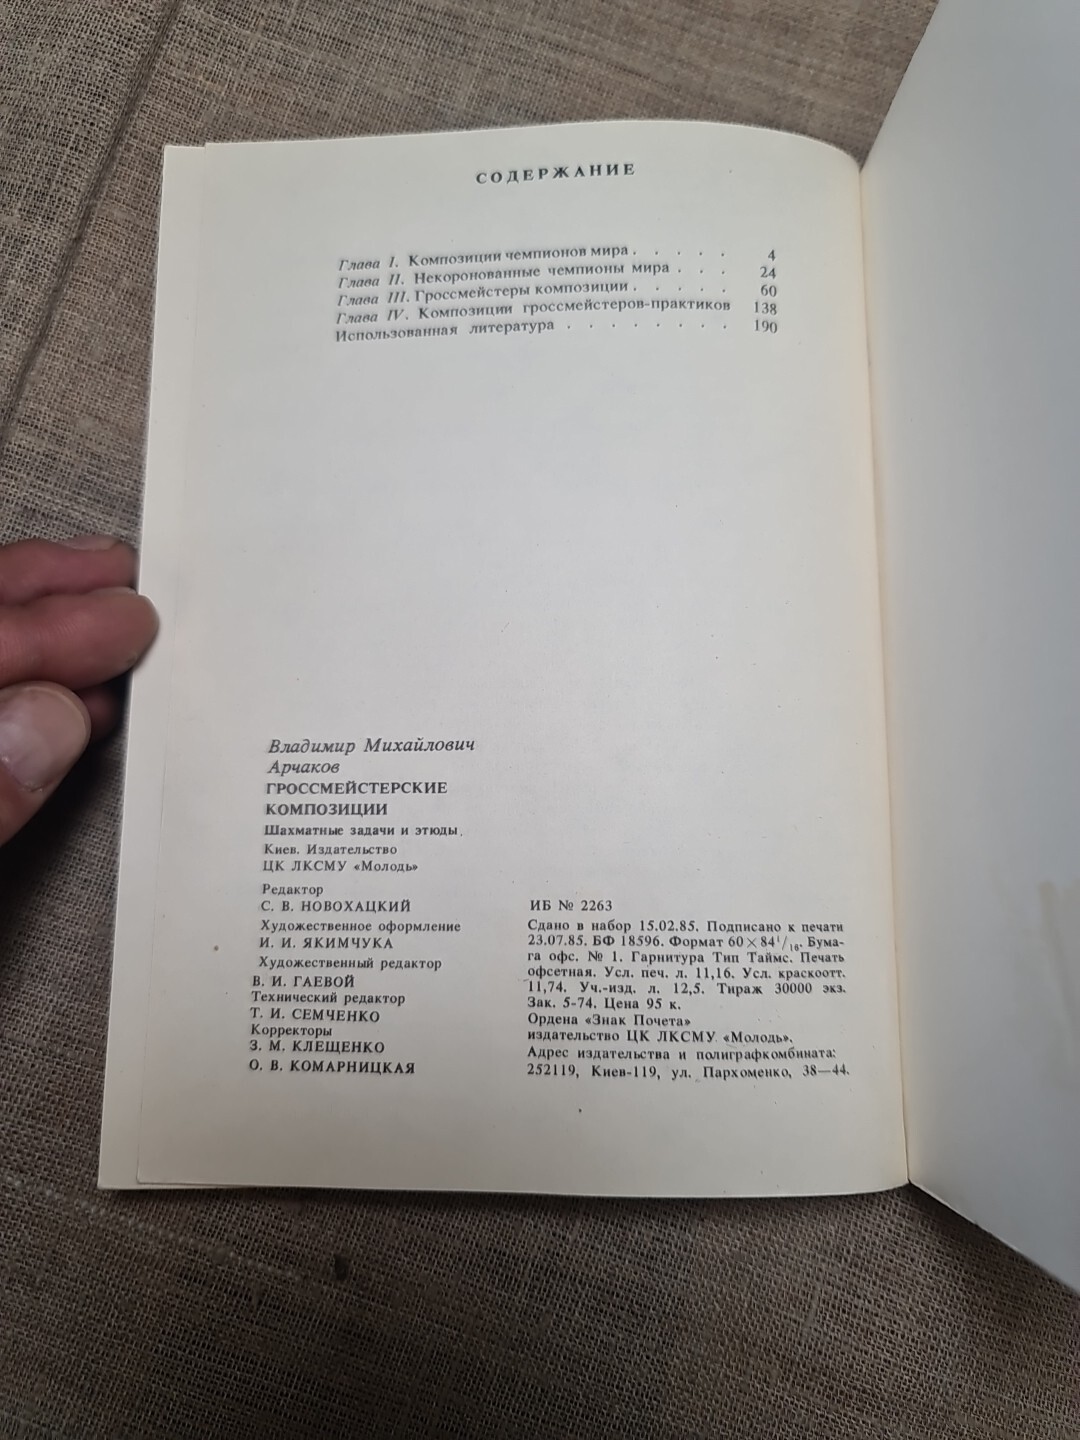 СОДЕРЖАНИЕ
Глава I. Композиции чемпионов мира . . . . . 4
Глава II. Некоронованные чемпионы мира . . . 24
Глава III. Гроссмейстеры композиции . . . . . 60
Глава IV. Композиции гроссмейстеров-практиков 138
Использованная литература . . . . . . . . 190
Владимир Михайлович
Арчаков
ГРОССМЕЙСТЕРСКИЕ
КОМПОЗИЦИИ
Шахматные задачи и этюды.
Киев. Издательство
ЦК ЛКСМУ «Молодь»
Редактор
С. В. НОВОХАЦКИЙ
Художественное оформление
И. И. ЯКИМЧУКА
Художественный редактор
В. И. ГАЕВОЙ
Технический редактор
Т. И. СЕМЧЕНКО
Корректоры
З. М. КЛЕЩЕНКО
О. В. КОМАРНИЦКАЯ
ИБ № 2263
Сдано в набор 15.02.85. Подписано к печати
23.07.85. БФ 18596. Формат 60×84¹/₁₆. Бума-
га офс. № 1. Гарнитура Тип Таймс. Печать
офсетная. Усл. печ. л. 11,16. Усл. краскоотт.
11,74. Уч.-изд. л. 12,5. Тираж 30000 экз.
Зак. 5-74. Цена 95 к.
Ордена «Знак Почета»
издательство ЦК ЛКСМУ «Молодь».
Адрес издательства и полиграфкомбината:
252119, Киев-119, ул. Пархоменко, 38—44.